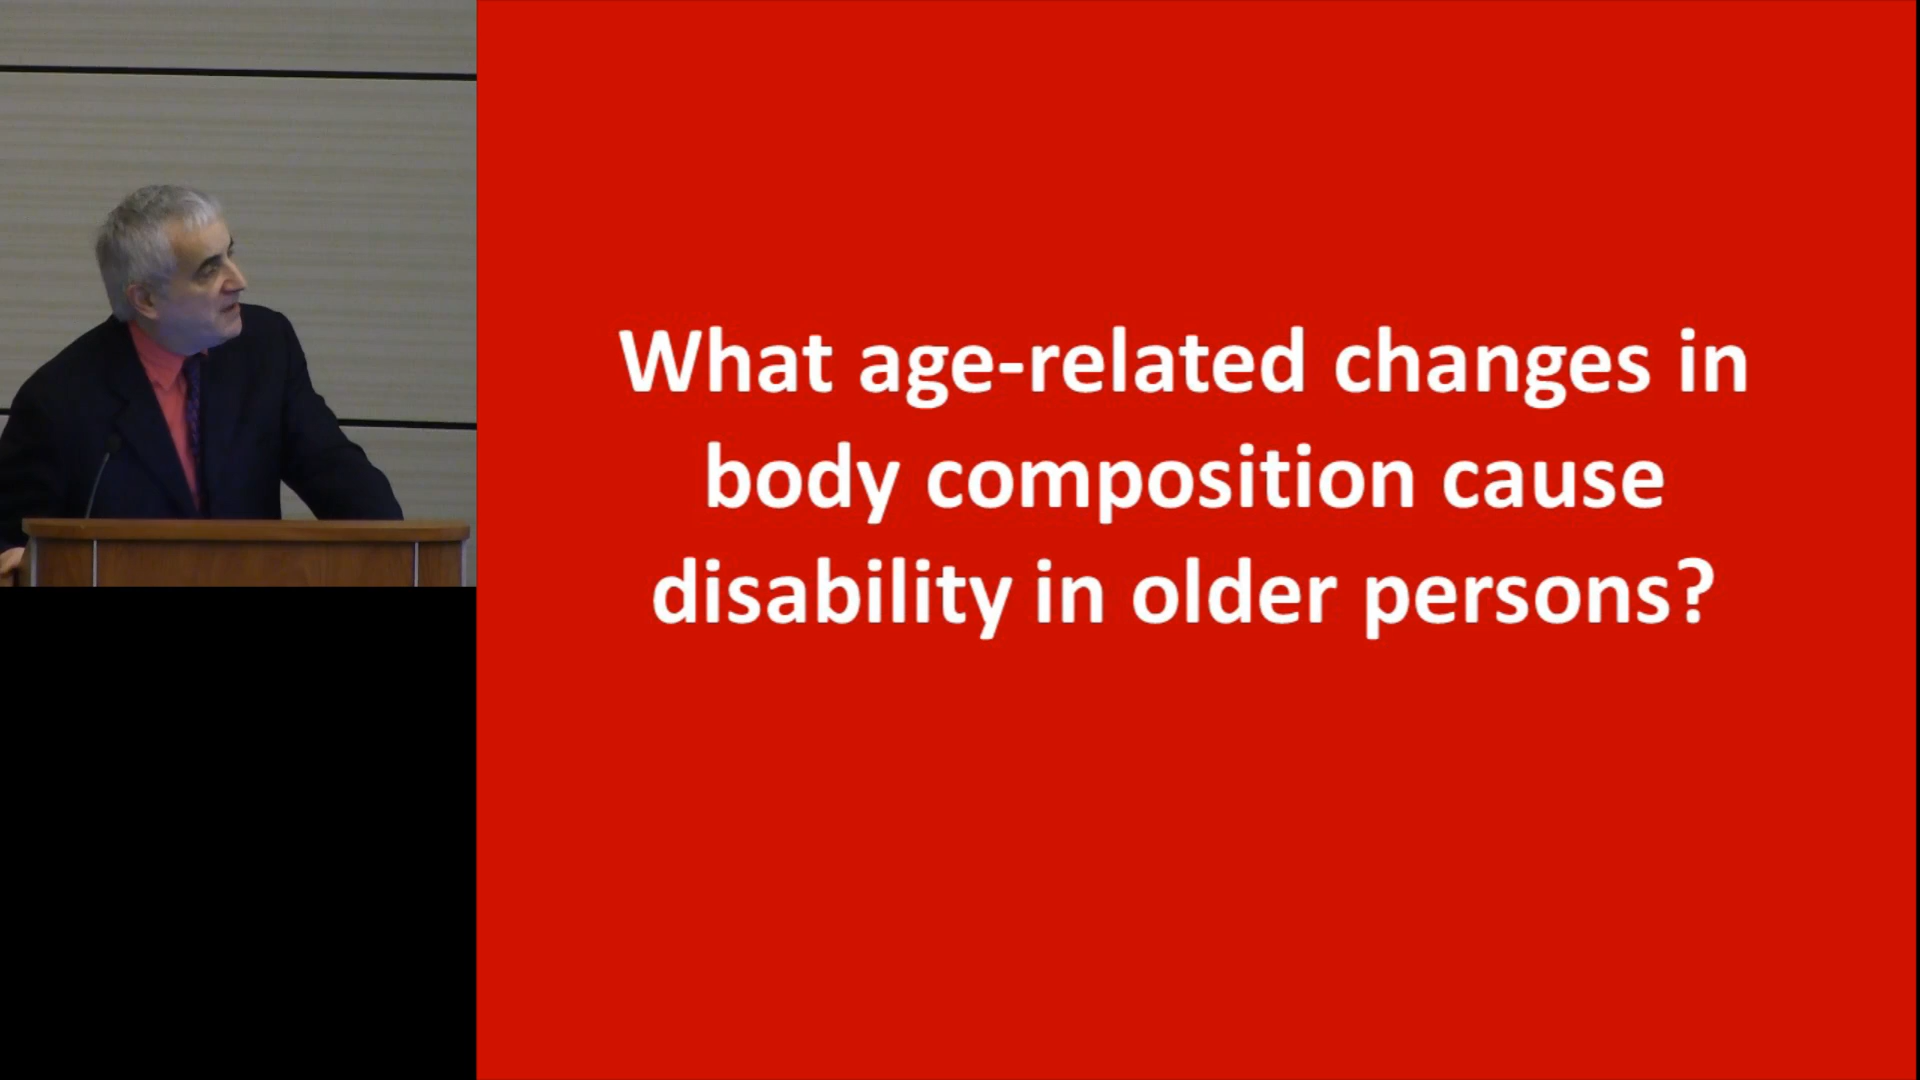 What age-related changes in
body composition cause
disability in older persons?